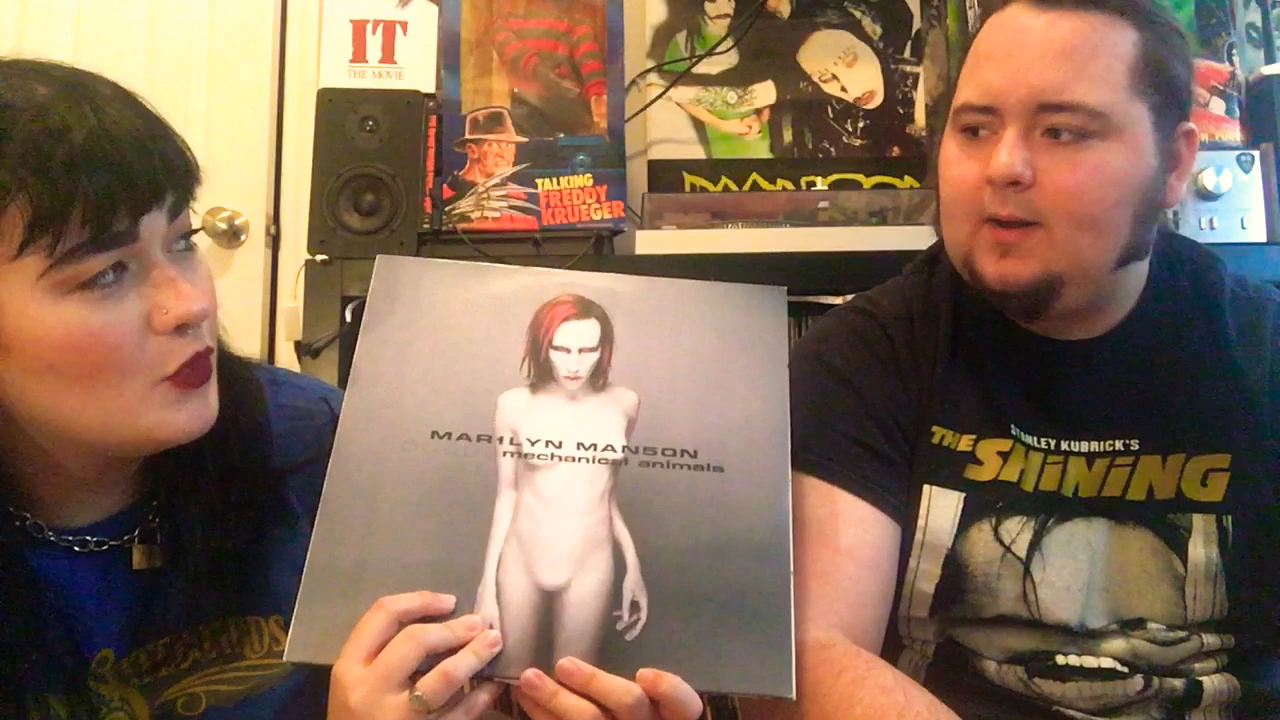 IT
THE MOVIE
TALKING
FREDDY
KRUEGER
MAR1LYN MAN5ON
mechanical animals
STANLEY KUBRICK'S
THE SHiNiNG